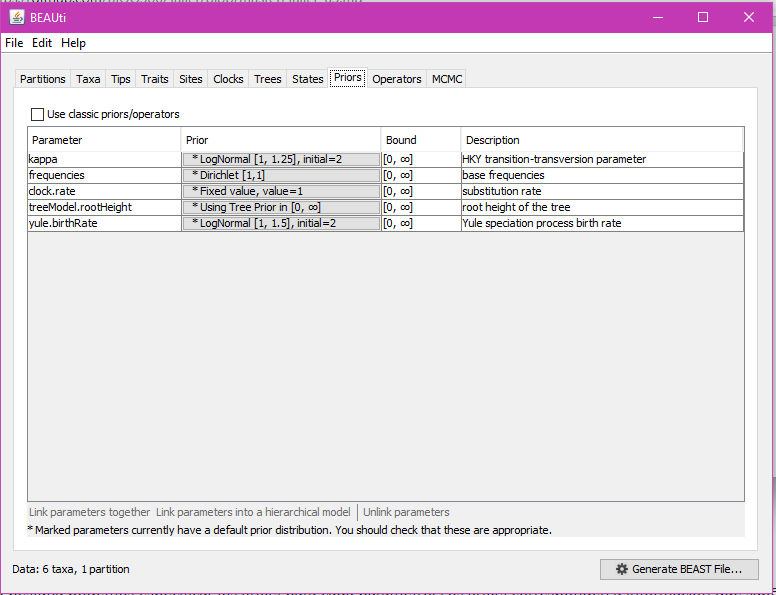 BEAUti
File Edit Help
Partitions Taxa Tips Traits Sites Clocks Trees States Priors Operators MCMC
Use classic priors/operators
Parameter Prior Bound Description
kappa * LogNormal [1, 1.25], initial=2 [0, ∞] HKY transition-transversion parameter
frequencies * Dirichlet [1,1] [0, ∞] base frequencies
clock.rate * Fixed value, value=1 [0, ∞] substitution rate
treeModel.rootHeight * Using Tree Prior in [0, ∞] [0, ∞] root height of the tree
yule.birthRate * LogNormal [1, 1.5], initial=2 [0, ∞] Yule speciation process birth rate
Link parameters together Link parameters into a hierarchical model Unlink parameters
* Marked parameters currently have a default prior distribution. You should check that these are appropriate.
Data: 6 taxa, 1 partition Generate BEAST File...